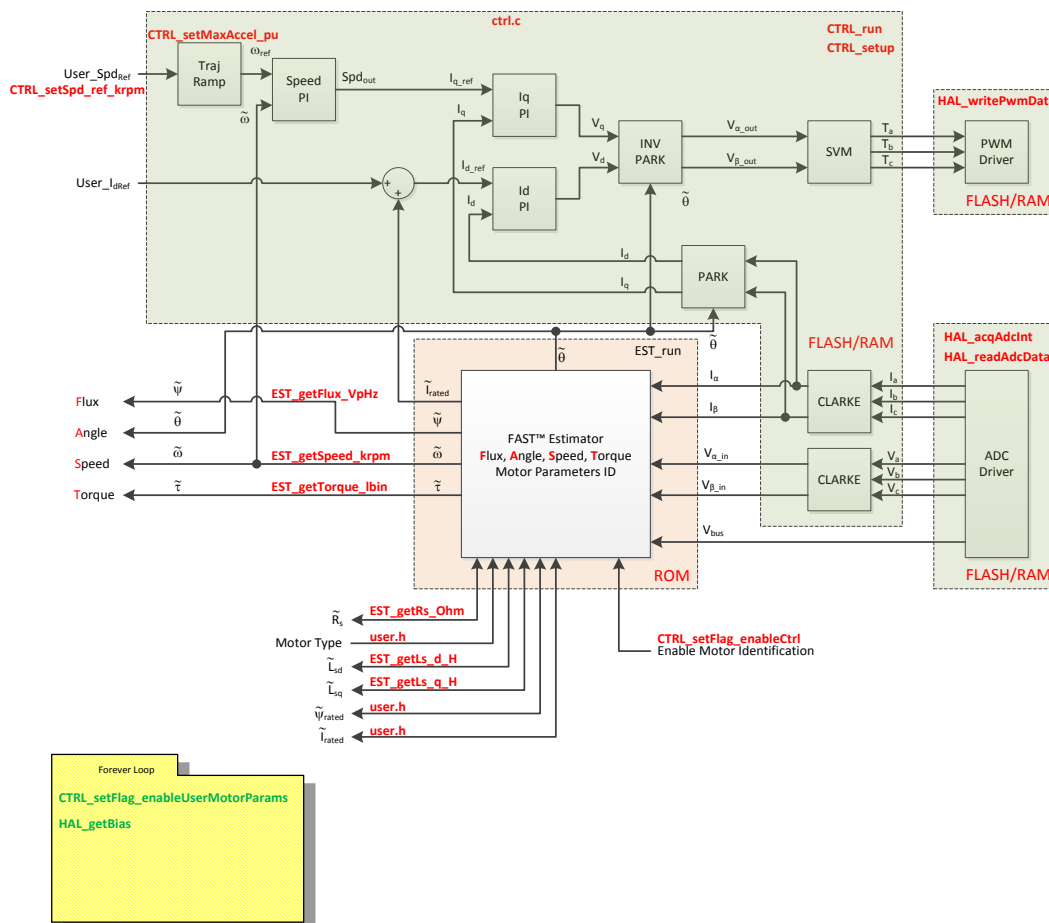 ctrl.c
CTRL_setMaxAccel_pu
CTRL_run
CTRL_setup
User_SpdRef
CTRL_setSpd_ref_krpm
Traj
Ramp
ωref
Speed
PI
Spdout
ω̃
Iq_ref
Iq
Iq
PI
Vq
INV
PARK
Vα_out
Vβ_out
SVM
Ta
Tb
Tc
HAL_writePwmData
PWM
Driver
FLASH/RAM
User_IdRef
+
+
Id_ref
Id
Id
PI
Vd
θ̃
Id
Iq
PARK
θ̃
θ̃
EST_run
FLASH/RAM
HAL_acqAdcInt
HAL_readAdcData
Ĩrated
Iα
Iβ
CLARKE
Ia
Ib
Ic
Flux
ψ̃
EST_getFlux_VpHz
ψ̃
Angle
θ̃
Speed
ω̃
EST_getSpeed_krpm
ω̃
Torque
τ̃
EST_getTorque_lbin
τ̃
FAST™ Estimator
Flux, Angle, Speed, Torque
Motor Parameters ID
Vα_in
Vβ_in
CLARKE
Va
Vb
Vc
ADC
Driver
Vbus
ROM
FLASH/RAM
R̃s
EST_getRs_Ohm
Motor Type
user.h
L̃sd
EST_getLs_d_H
L̃sq
EST_getLs_q_H
ψ̃rated
user.h
Ĩrated
user.h
CTRL_setFlag_enableCtrl
Enable Motor Identification
Forever Loop
CTRL_setFlag_enableUserMotorParams
HAL_getBias